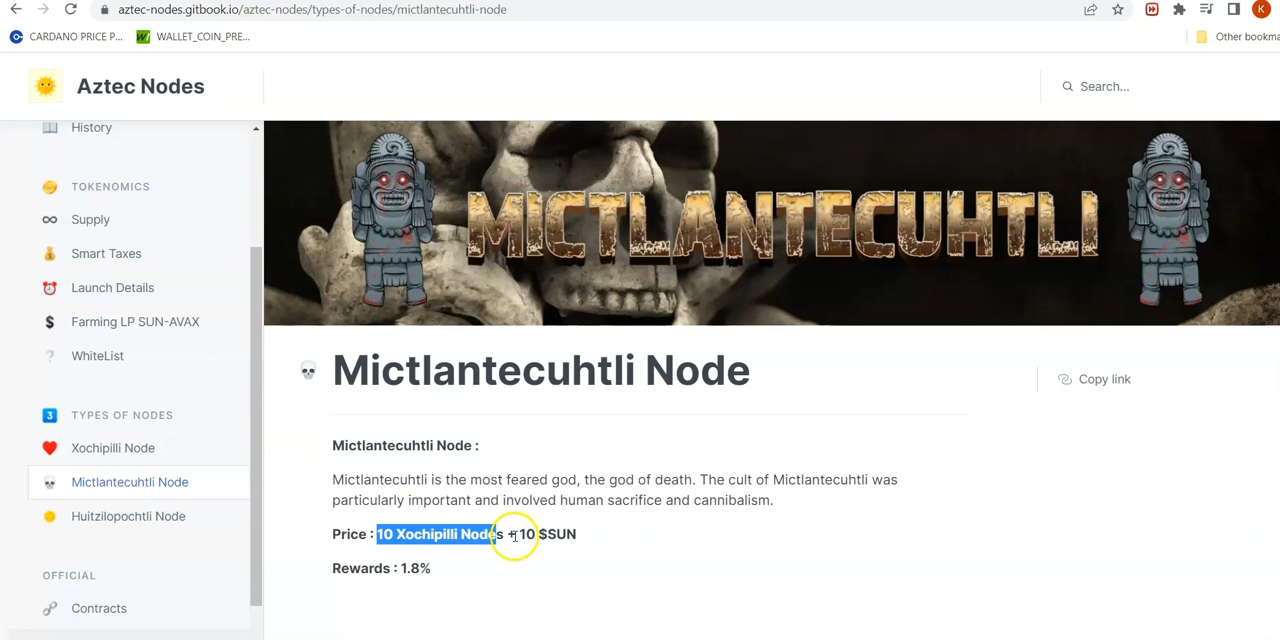 aztec-nodes.gitbook.io/aztec-nodes/types-of-nodes/mictlantecuhtli-node
K
CARDANO PRICE P...
WALLET_COIN_PRE...
Other bookma
Aztec Nodes
Search...
History
TOKENOMICS
Supply
Smart Taxes
Launch Details
$ Farming LP SUN-AVAX
WhiteList
3 TYPES OF NODES
Xochipilli Node
Mictlantecuhtli Node
Huitzilopochtli Node
OFFICIAL
Contracts
MICTLANTECUHTLI
Mictlantecuhtli Node
Copy link
Mictlantecuhtli Node :
Mictlantecuhtli is the most feared god, the god of death. The cult of Mictlantecuhtli was
particularly important and involved human sacrifice and cannibalism.
Price : 10 Xochipilli Nodes + 10 $SUN
Rewards : 1.8%